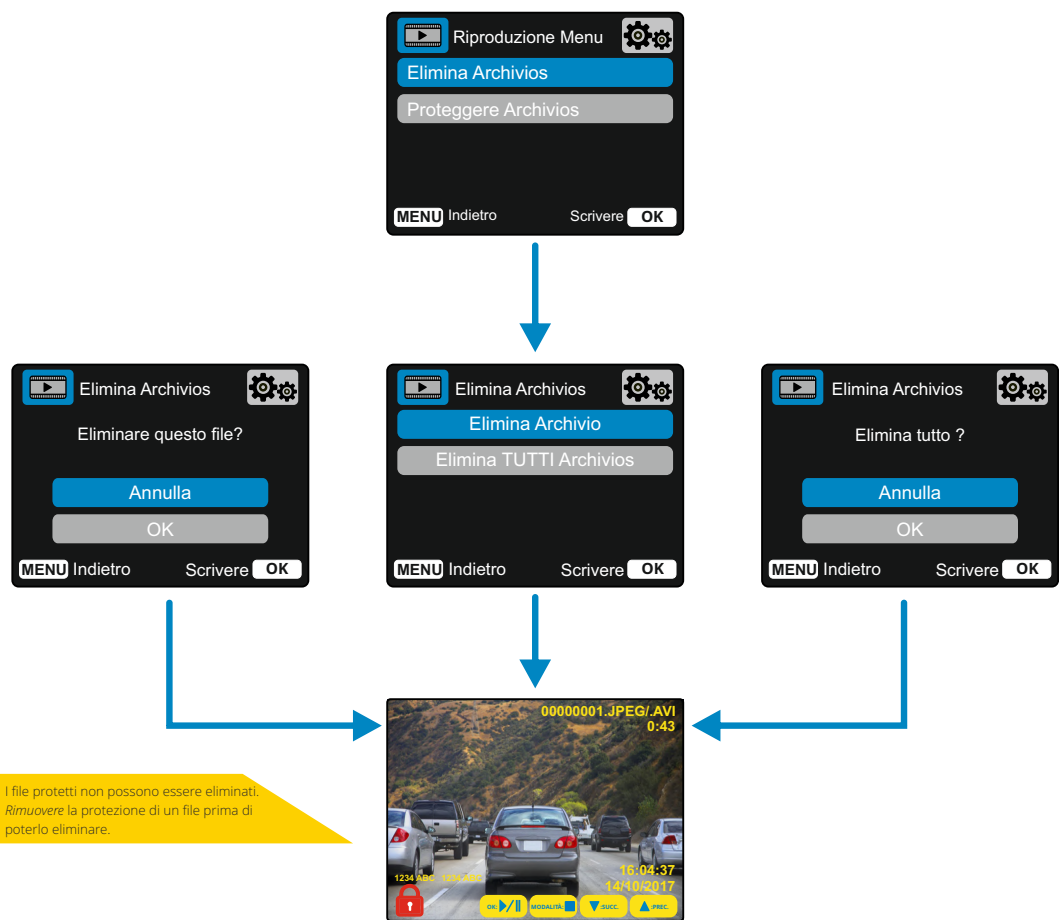 Riproduzione Menu
Elimina Archivios
Proteggere Archivios
MENU Indietro Scrivere OK
Elimina Archivios
Eliminare questo file?
Annulla
OK
MENU Indietro Scrivere OK
Elimina Archivios
Elimina Archivio
Elimina TUTTI Archivios
MENU Indietro Scrivere OK
Elimina Archivios
Elimina tutto ?
Annulla
OK
MENU Indietro Scrivere OK
00000001.JPEG/.AVI
0:43
I file protetti non possono essere eliminati.
Rimuovere la protezione di un file prima di
poterlo eliminare.
16:04:37
1234 ABC 1234 ABC
14/10/2017
OK: MODALITÀ: :SUCC. :PREC.